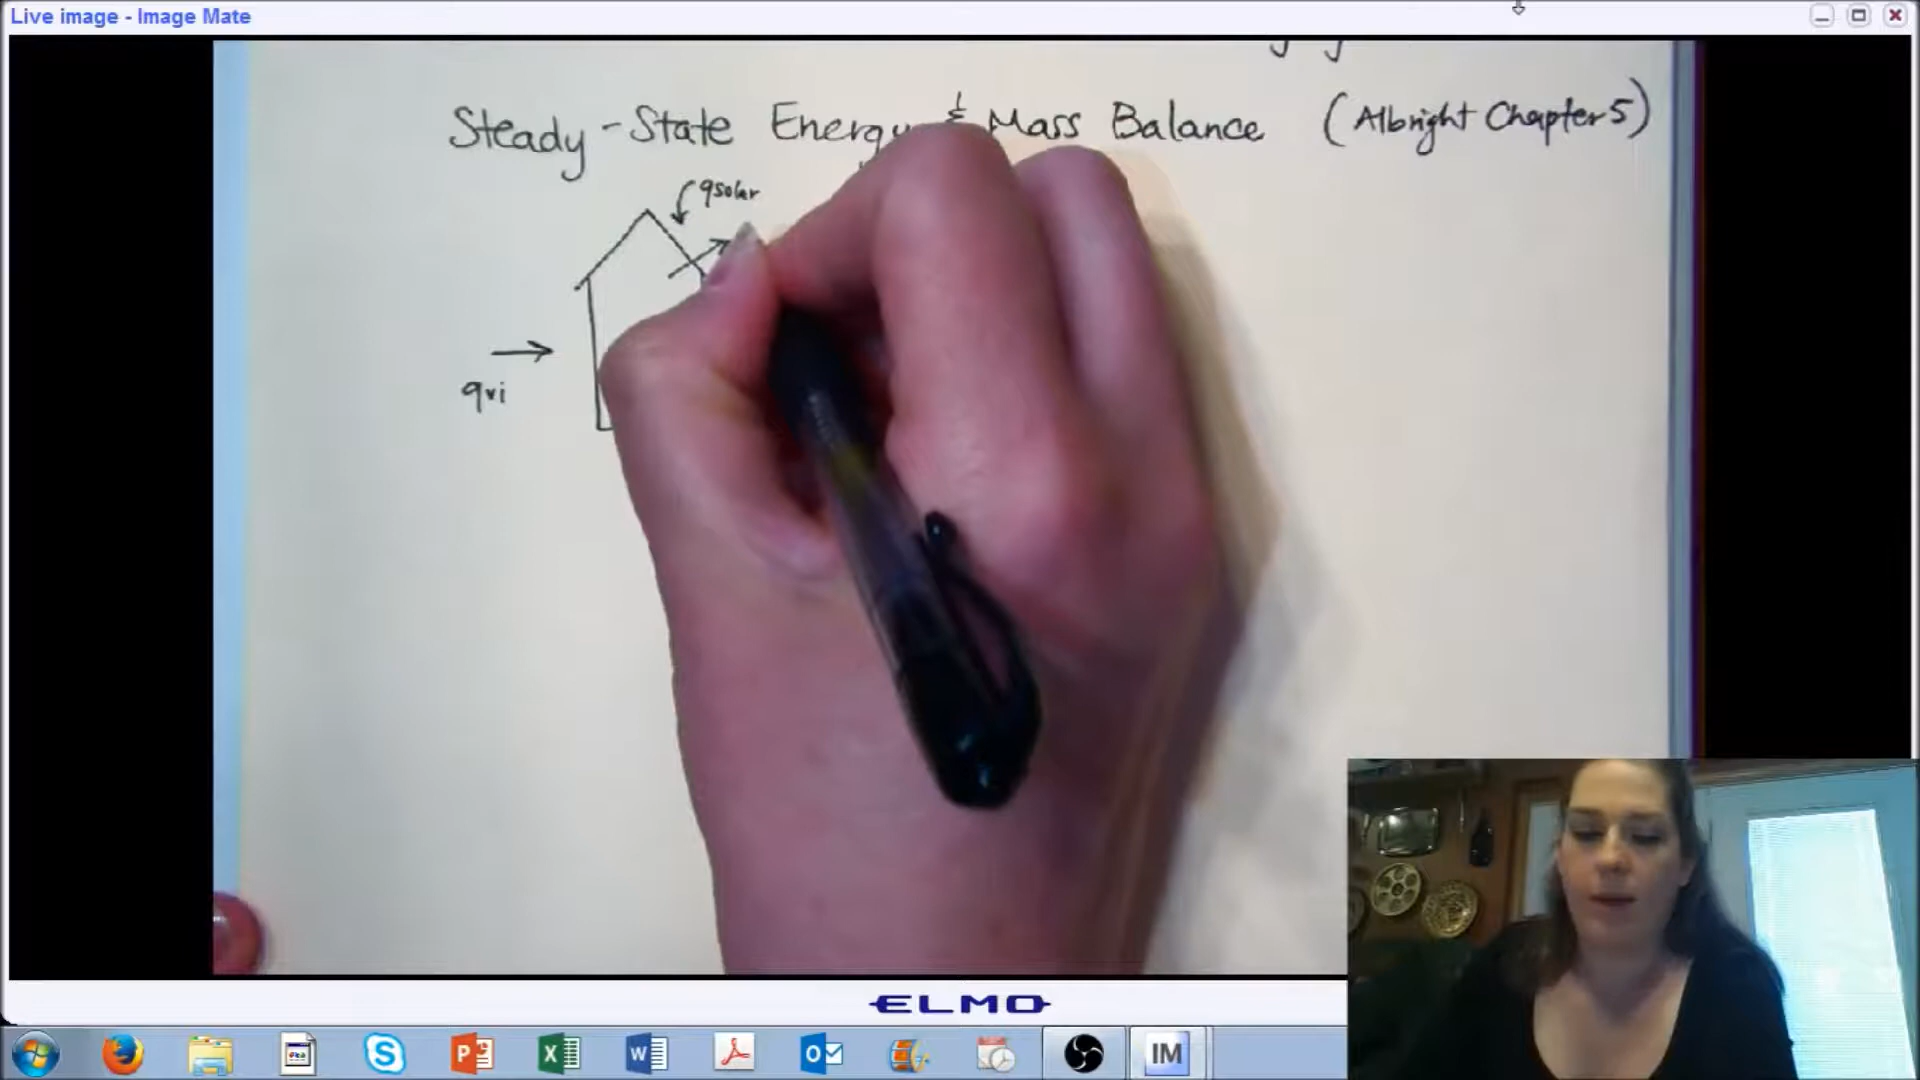 Live image - Image Mate
Steady-State Energy & Mass Balance (Albright Chapter 5)
qsolar
qvi
ELMO
IM